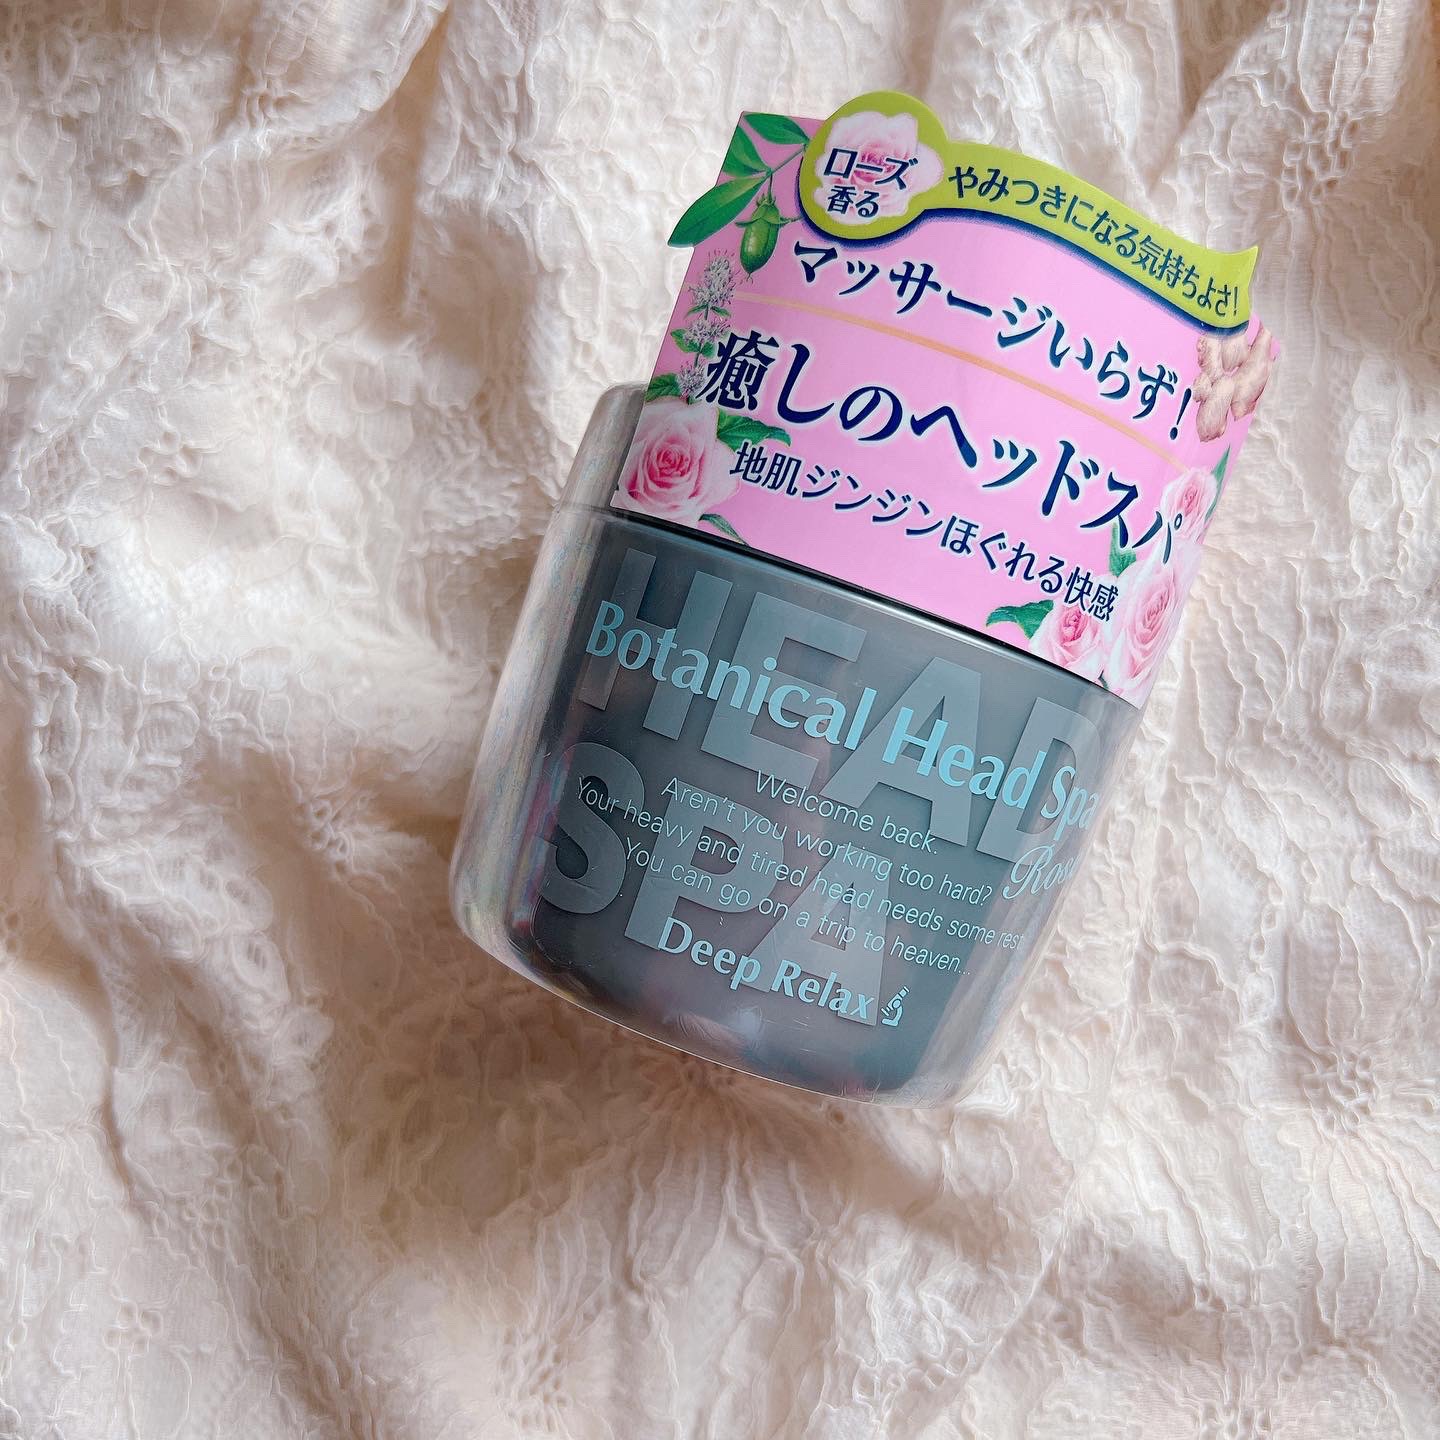 ローズ
香る
やみつきになる気持ちよさ!
マッサージいらず!
癒しのヘッドスパ
地肌ジンジンほぐれる快感
HEAD
SPA
Botanical Head Spa
Rose
Welcome back.
Aren't you working too hard?
Your heavy and tired head needs some rest.
You can go on a trip to heaven...
Deep Relax